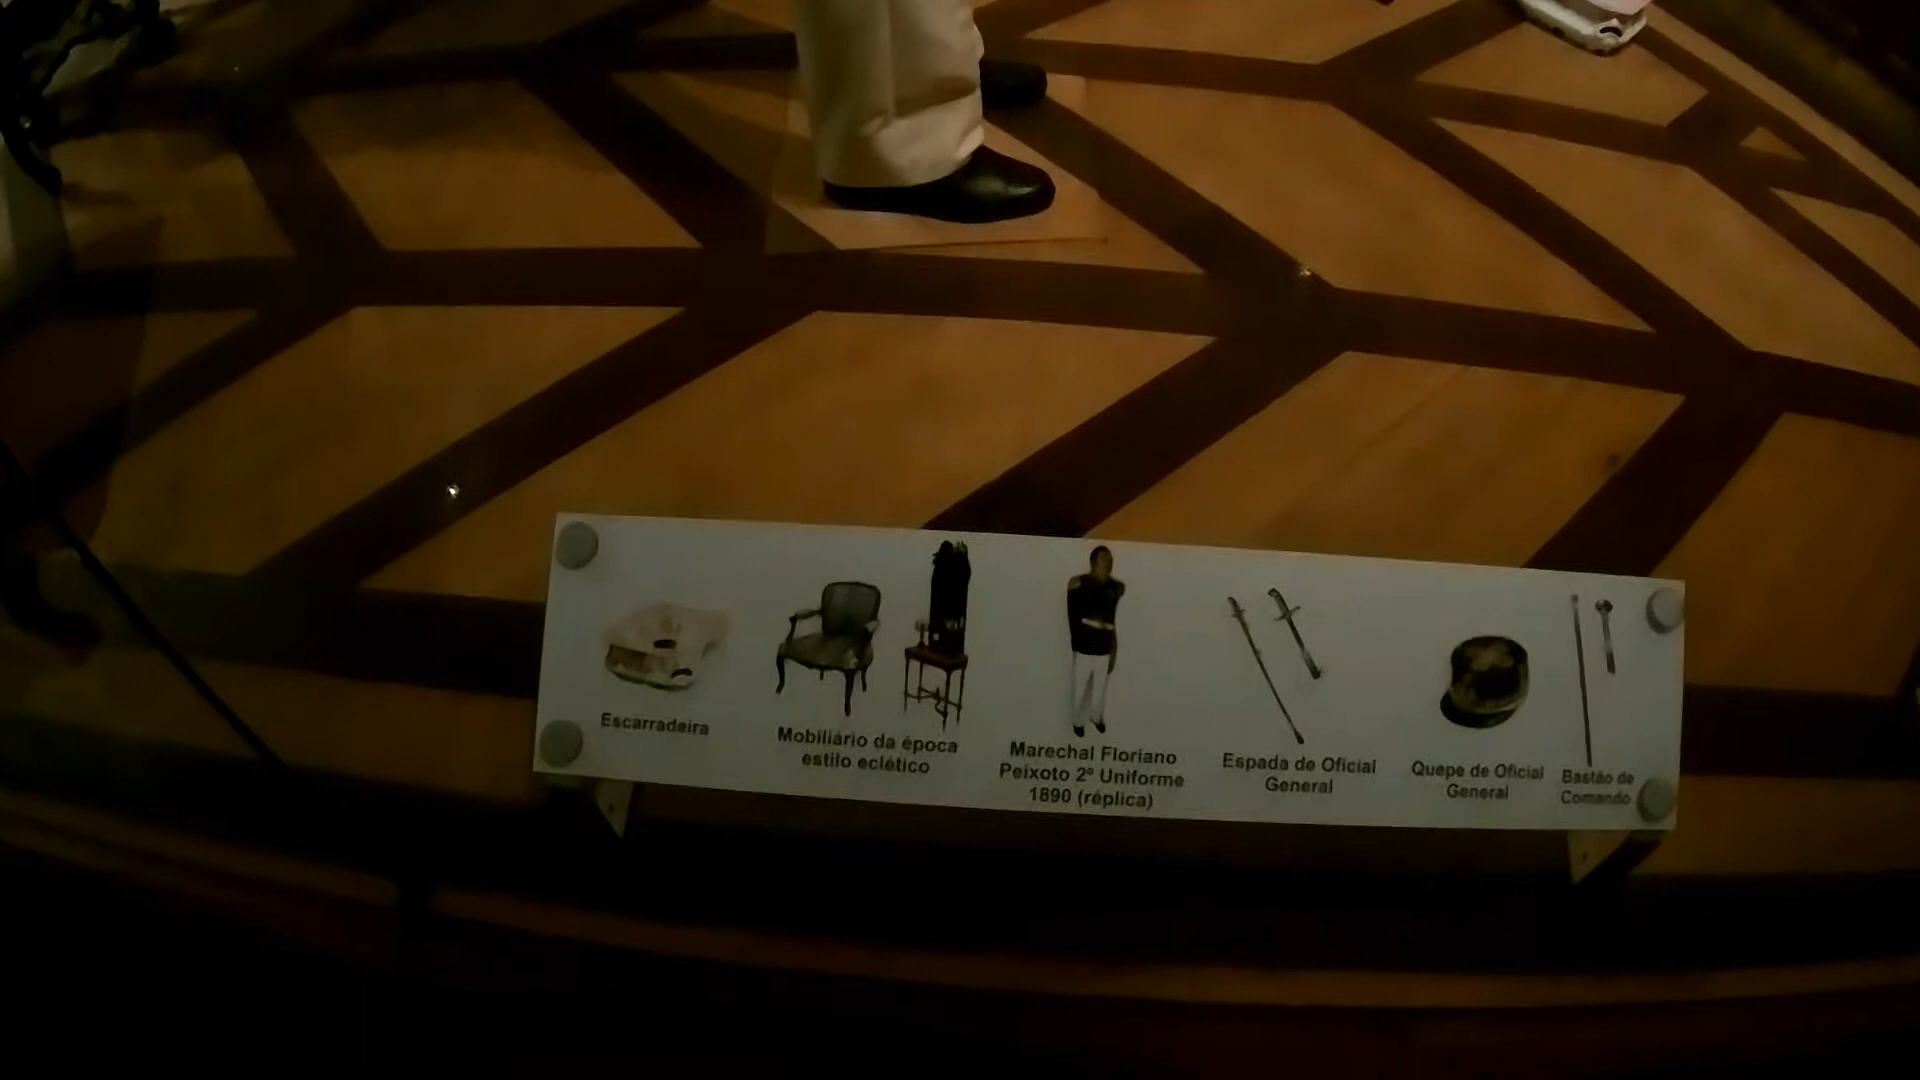 Escarradeira
Mobiliário da época
estilo eclético
Marechal Floriano
Peixoto 2º Uniforme
1890 (réplica)
Espada de Oficial
General
Quepe de Oficial
General
Bastão de
Comando